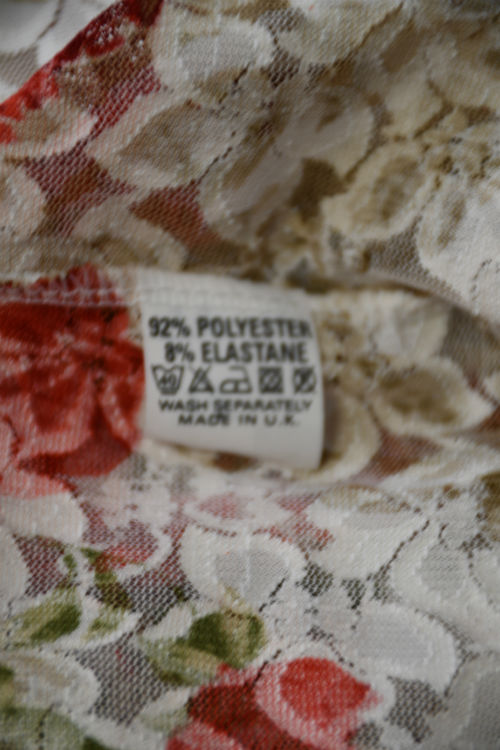 92% POLYESTER
8% ELASTANE
WASH SEPARATELY
MADE IN U.K.